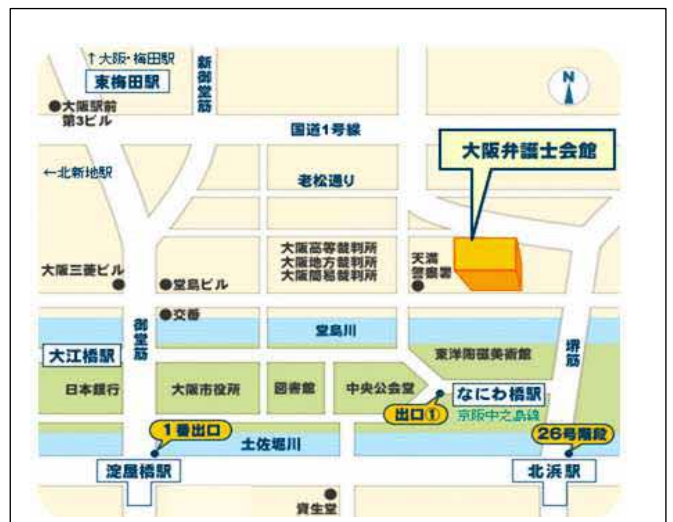 ↑大阪・梅田駅
東梅田駅
新御堂筋
N
●大阪駅前
第3ビル
国道1号線
大阪弁護士会館
←北新地駅
老松通り
大阪高等裁判所
大阪地方裁判所
大阪簡易裁判所
天満
警察署
大阪三菱ビル
●堂島ビル
●交番
御堂筋
堂島川
堺筋
大江橋駅
東洋陶磁美術館
日本銀行
大阪市役所
図書館
中央公会堂
なにわ橋駅
出口①
京阪中之島線
1番出口
土佐堀川
26号階段
淀屋橋駅
北浜駅
資生堂